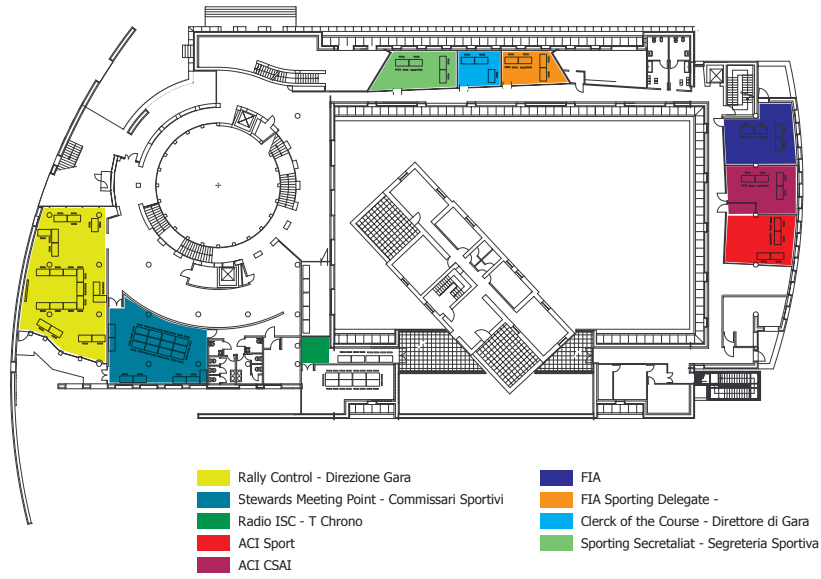 Rally Control - Direzione Gara
Stewards Meeting Point - Commissari Sportivi
Radio ISC - T Chrono
ACI Sport
ACI CSAI
FIA
FIA Sporting Delegate -
Clerck of the Course - Direttore di Gara
Sporting Secretaliat - Segreteria Sportiva